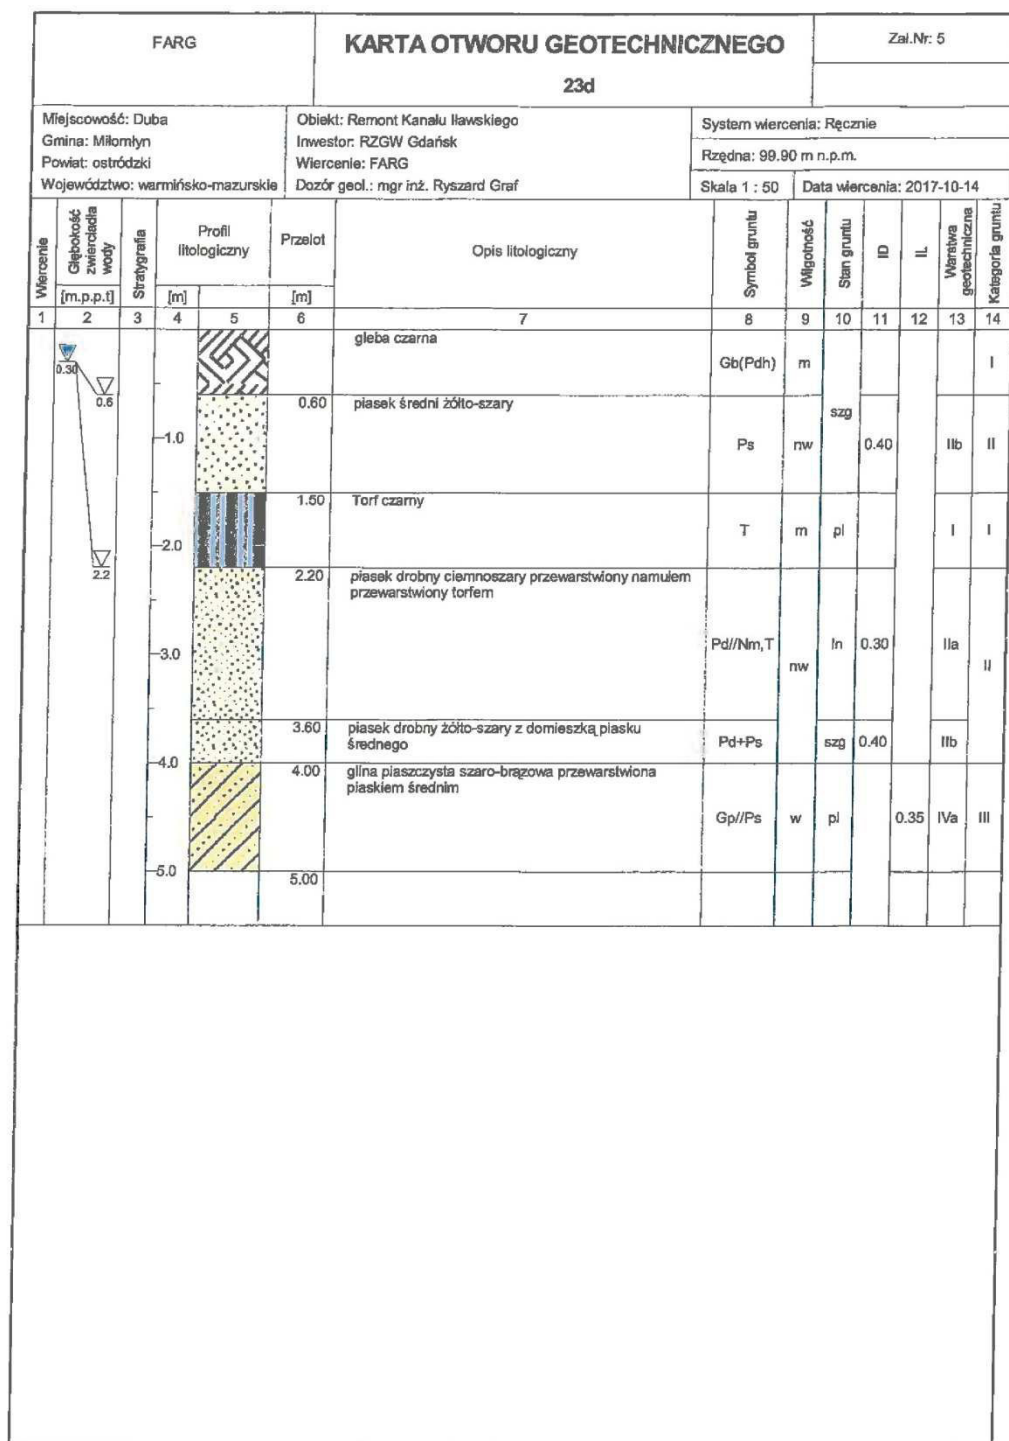 FARG
KARTA OTWORU GEOTECHNICZNEGO
23d
Zał.Nr: 5
Miejscowość: Duba
Gmina: Miłomłyn
Powiat: ostródzki
Województwo: warmińsko-mazurskie
Obiekt: Remont Kanału Iławskiego
Inwestor: RZGW Gdańsk
Wiercenie: FARG
Dozór geol.: mgr inż. Ryszard Graf
System wiercenia: Ręcznie
Rzędna: 99.90 m n.p.m.
Skala 1 : 50 Data wiercenia: 2017-10-14
Wiercenie
Głębokość zwierciadła wody
[m.p.p.t]
Stratygrafia
Profil litologiczny
[m]
Przelot
[m]
Opis litologiczny
Symbol gruntu
Wilgotność
Stan gruntu
ID
IL
Warstwa geotechniczna
Kategoria gruntu
1 2 3 4 5 6 7 8 9 10 11 12 13 14
gleba czarna
Gb(Pdh) m I
0.30
0.6
0.60 piasek średni żółto-szary
szg
1.0
Ps nw 0.40 IIb II
1.50 Torf czarny
T m pl I I
2.0
2.2
2.20 piasek drobny ciemnoszary przewarstwiony namułem
przewarstwiony torfem
3.0
Pd//Nm,T nw ln 0.30 IIa II
3.60 piasek drobny żółto-szary z domieszką piasku
średnego
Pd+Ps szg 0.40 IIb
4.0
4.00 glina piaszczysta szaro-brązowa przewarstwiona
piaskiem średnim
Gp//Ps w pl 0.35 IVa III
5.0
5.00